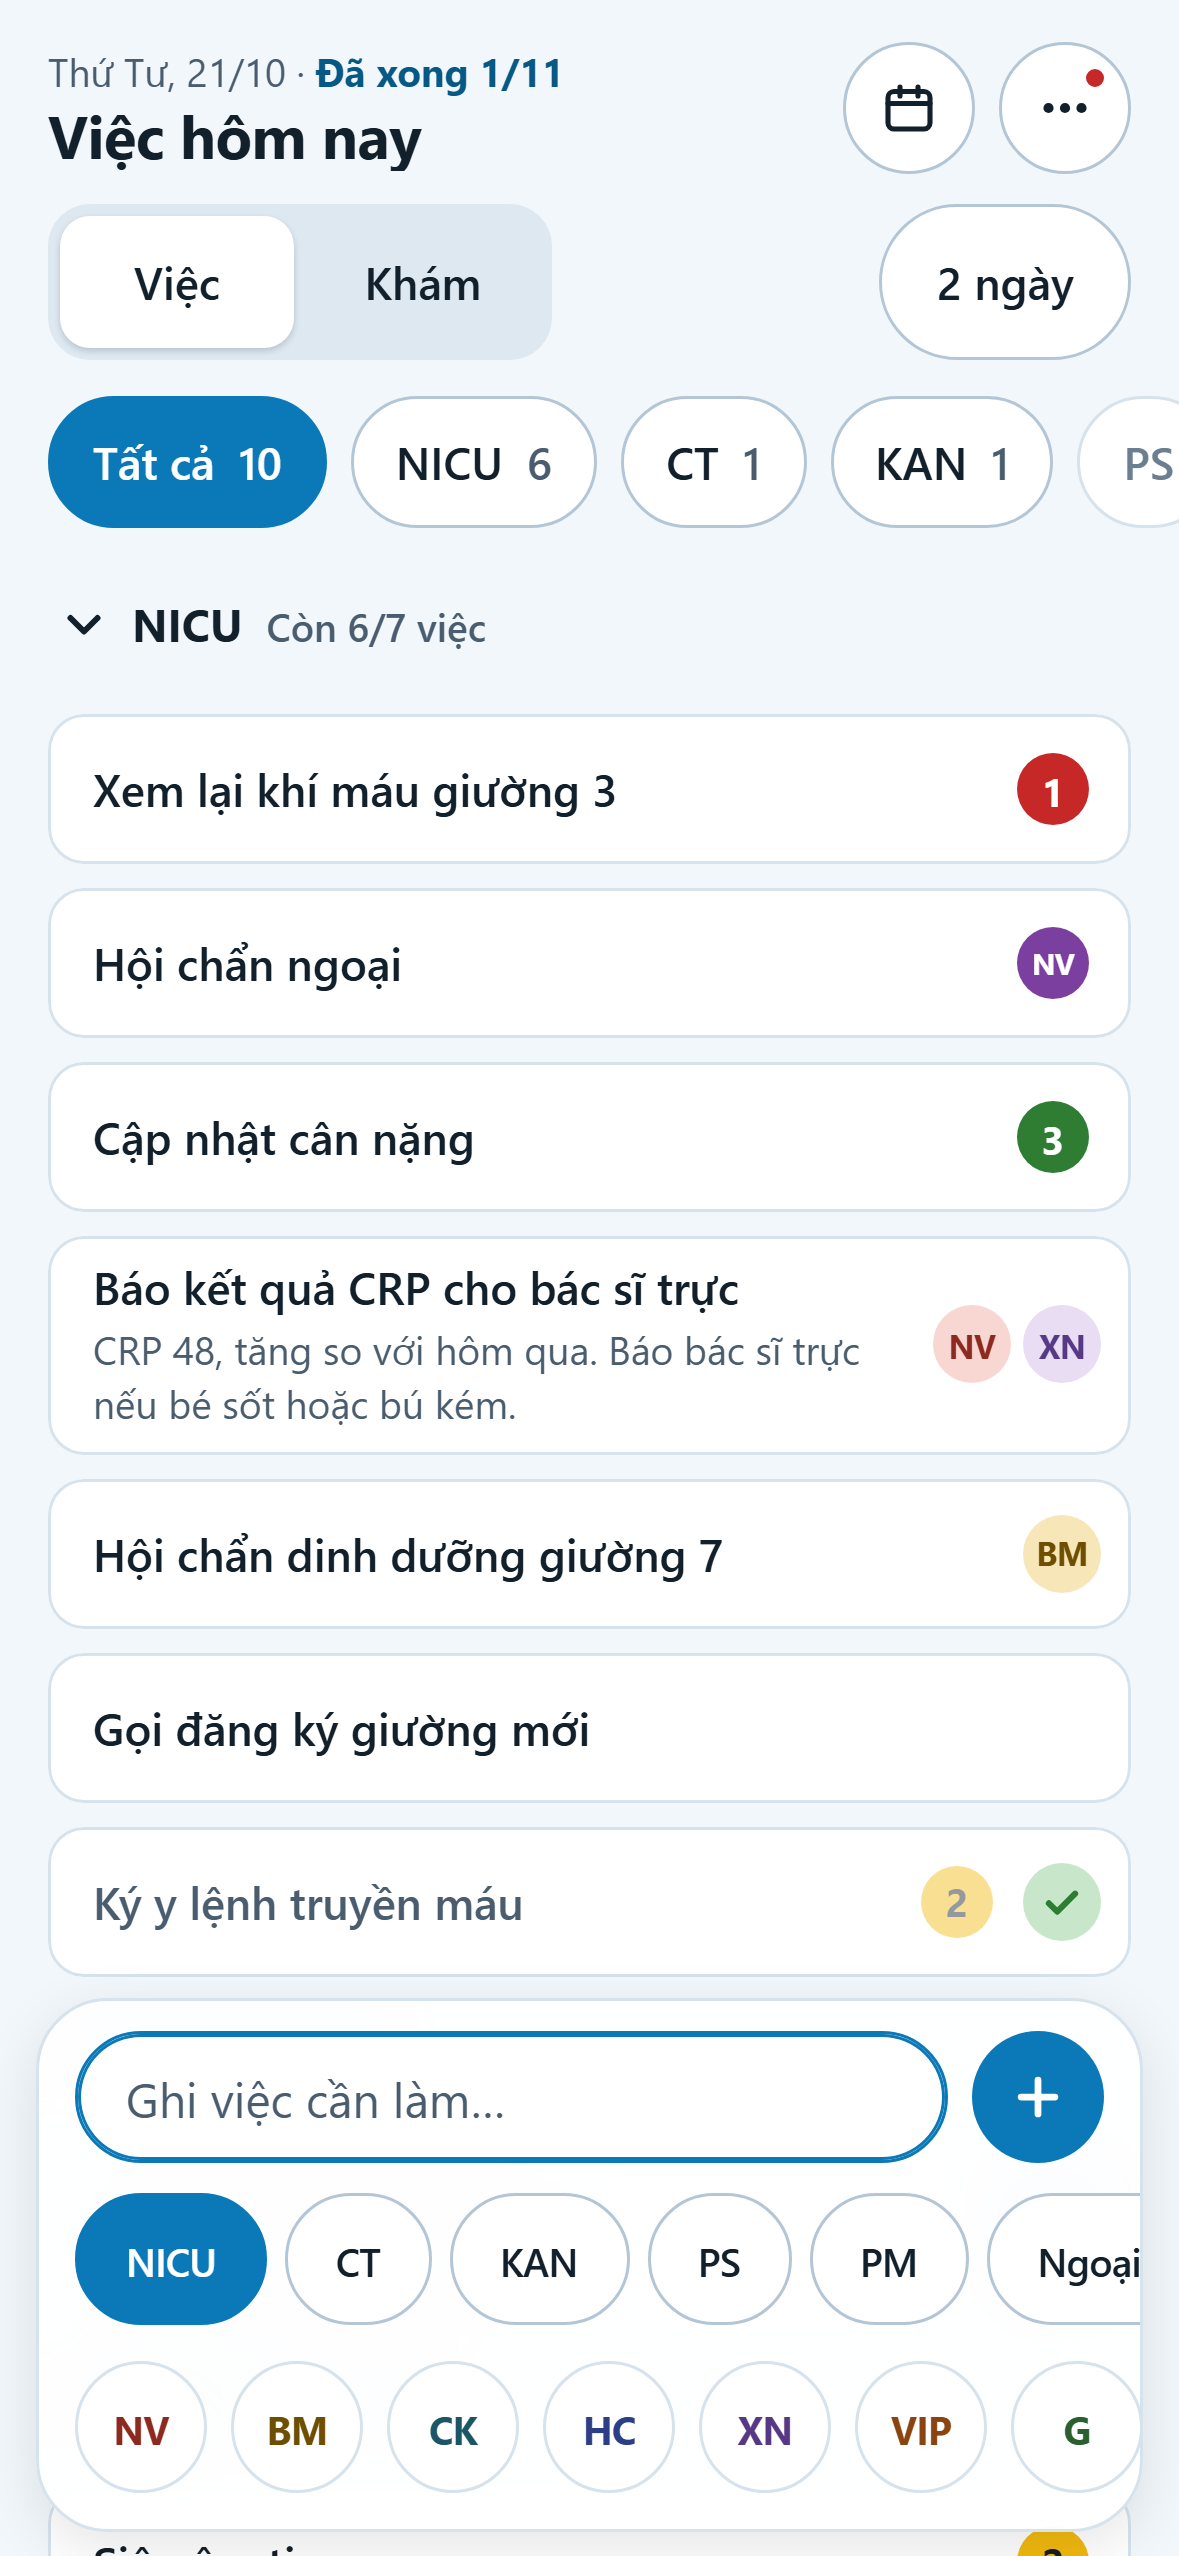 Thứ Tư, 21/10 · Đã xong 1/11
Việc hôm nay
Việc Khám 2 ngày
Tất cả 10 NICU 6 CT 1 KAN 1 PS
NICU Còn 6/7 việc
Xem lại khí máu giường 3 1
Hội chẩn ngoại NV
Cập nhật cân nặng 3
Báo kết quả CRP cho bác sĩ trực
CRP 48, tăng so với hôm qua. Báo bác sĩ trực
nếu bé sốt hoặc bú kém.
NV XN
Hội chẩn dinh dưỡng giường 7 BM
Gọi đăng ký giường mới
Ký y lệnh truyền máu 2
Ghi việc cần làm...
NICU CT KAN PS PM Ngoại
NV BM CK HC XN VIP G